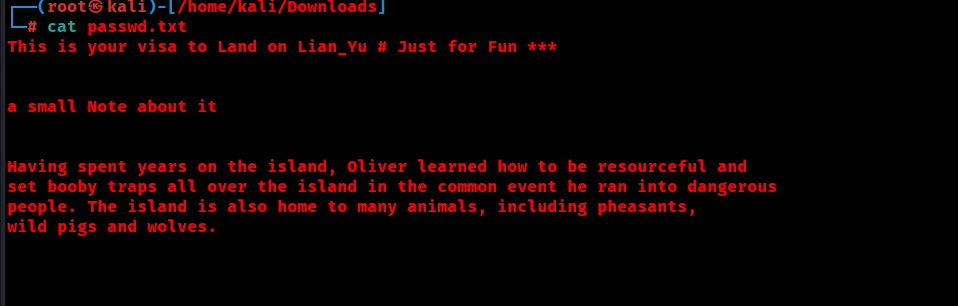 ┌──(root㉿kali)-[/home/kali/Downloads]
└─# cat passwd.txt
This is your visa to Land on Lian_Yu # Just for Fun ***
a small Note about it
Having spent years on the island, Oliver learned how to be resourceful and
set booby traps all over the island in the common event he ran into dangerous
people. The island is also home to many animals, including pheasants,
wild pigs and wolves.